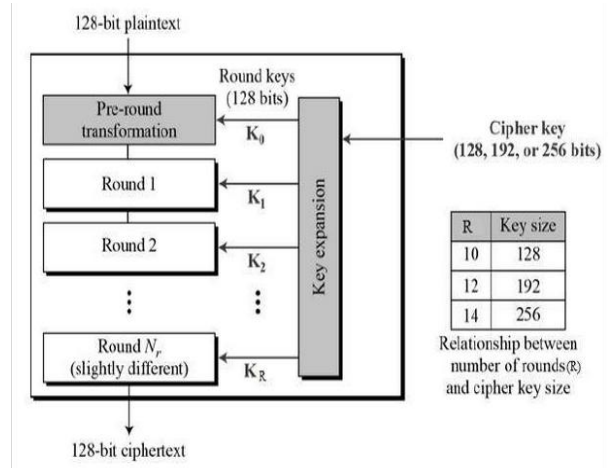 128-bit plaintext
Round keys
(128 bits)
Pre-round
transformation
K0
Cipher key
(128, 192, or 256 bits)
Round 1
K1
Round 2
K2
Key expansion
Round Nr
(slightly different)
KR
128-bit ciphertext
R Key size
10 128
12 192
14 256
Relationship between
number of rounds(R)
and cipher key size